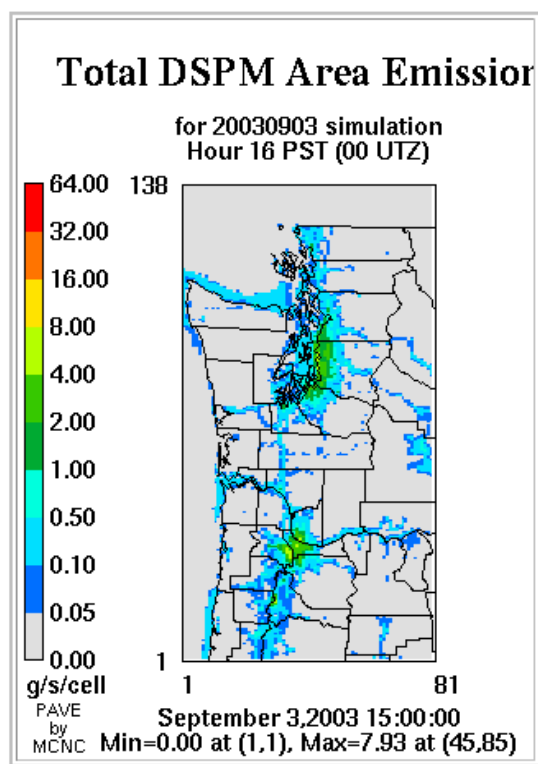 Total DSPM Area Emission
for 20030903 simulation
Hour 16 PST (00 UTZ)
64.00
32.00
16.00
8.00
4.00
2.00
1.00
0.50
0.10
0.05
0.00
g/s/cell
PAVE
by
MCNC
138
1
1
81
September 3,2003 15:00:00
Min=0.00 at (1,1), Max=7.93 at (45,85)